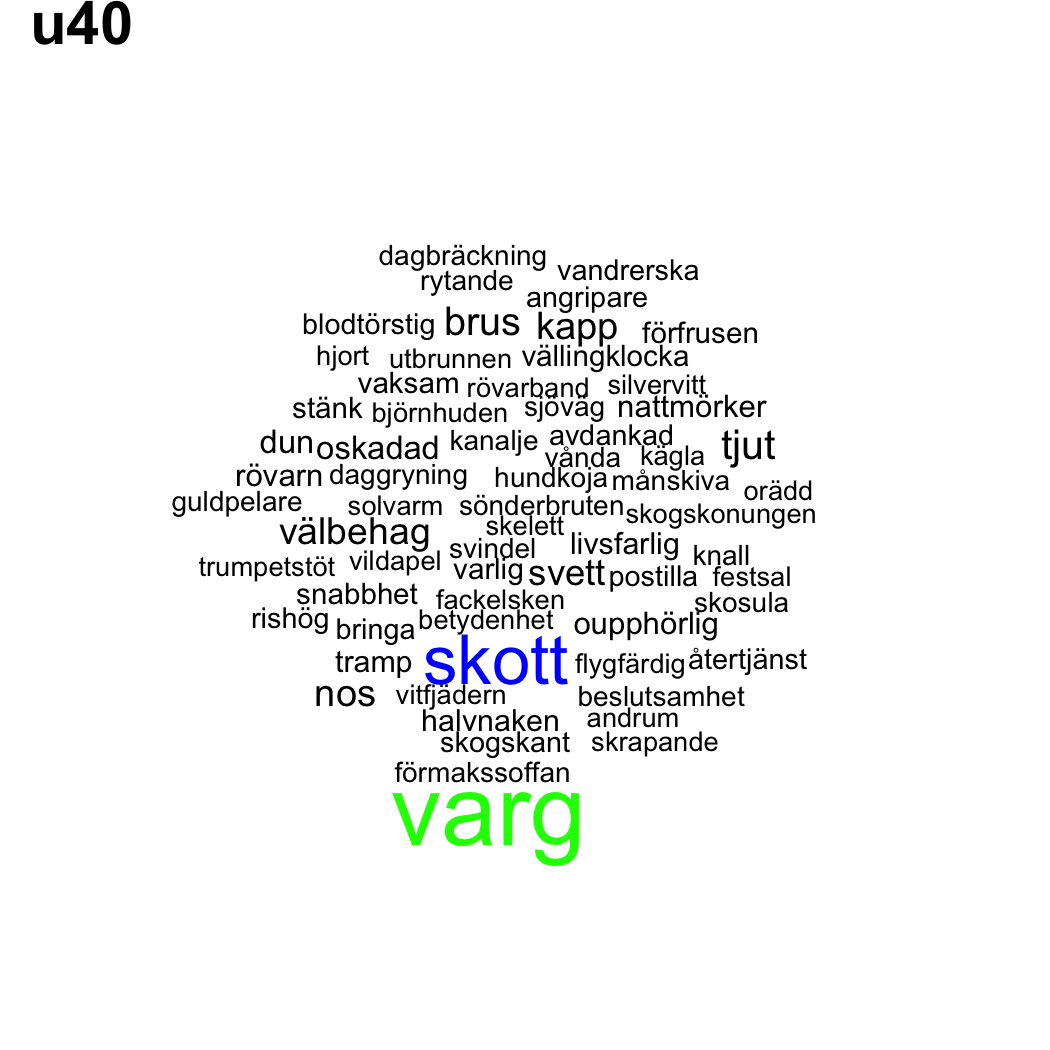 u40
dagbräckning
vandrerska
rytande
angripare
blodtörstig brus kapp förfrusen
hjort utbrunnen vällingklocka
vaksam rövarband silvervitt
stänk björnhuden sjöväg nattmörker
dun oskadad kanalje avdankad tjut
vånda kägla
rövarn daggryning hundkoja månskiva orädd
guldpelare solvarm sönderbruten skogskonungen
välbehag skelett livsfarlig knall
trumpetstöt vildapel svindel
varlig svett postilla festsal
snabbhet fackelsken skosula
rishög bringa betydenhet oupphörlig
tramp skott flygfärdig återtjänst
nos vitfjädern beslutsamhet
halvnaken andrum
skogskant skrapande
förmakssoffan
varg